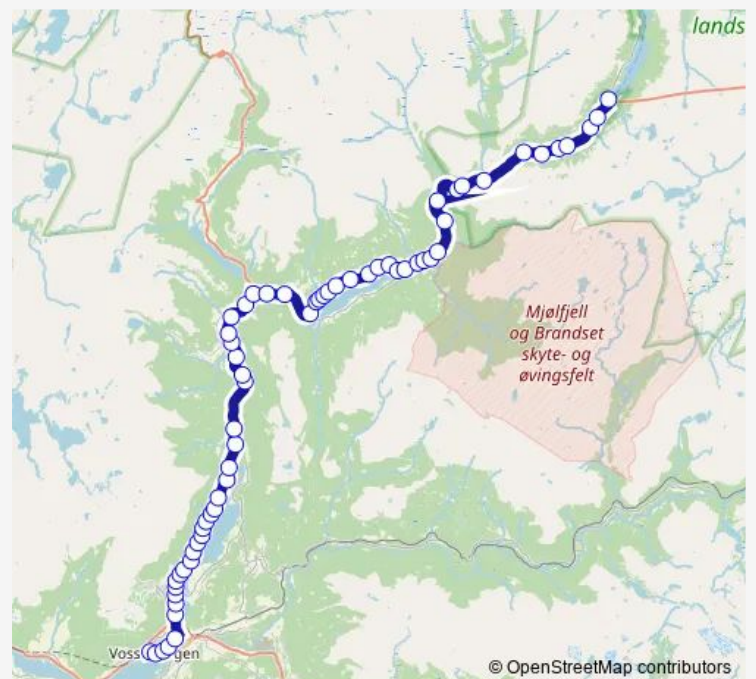 lands
Mjølfjell
og Brandset
skyte- og
øvingsfelt
© OpenStreetMap contributors